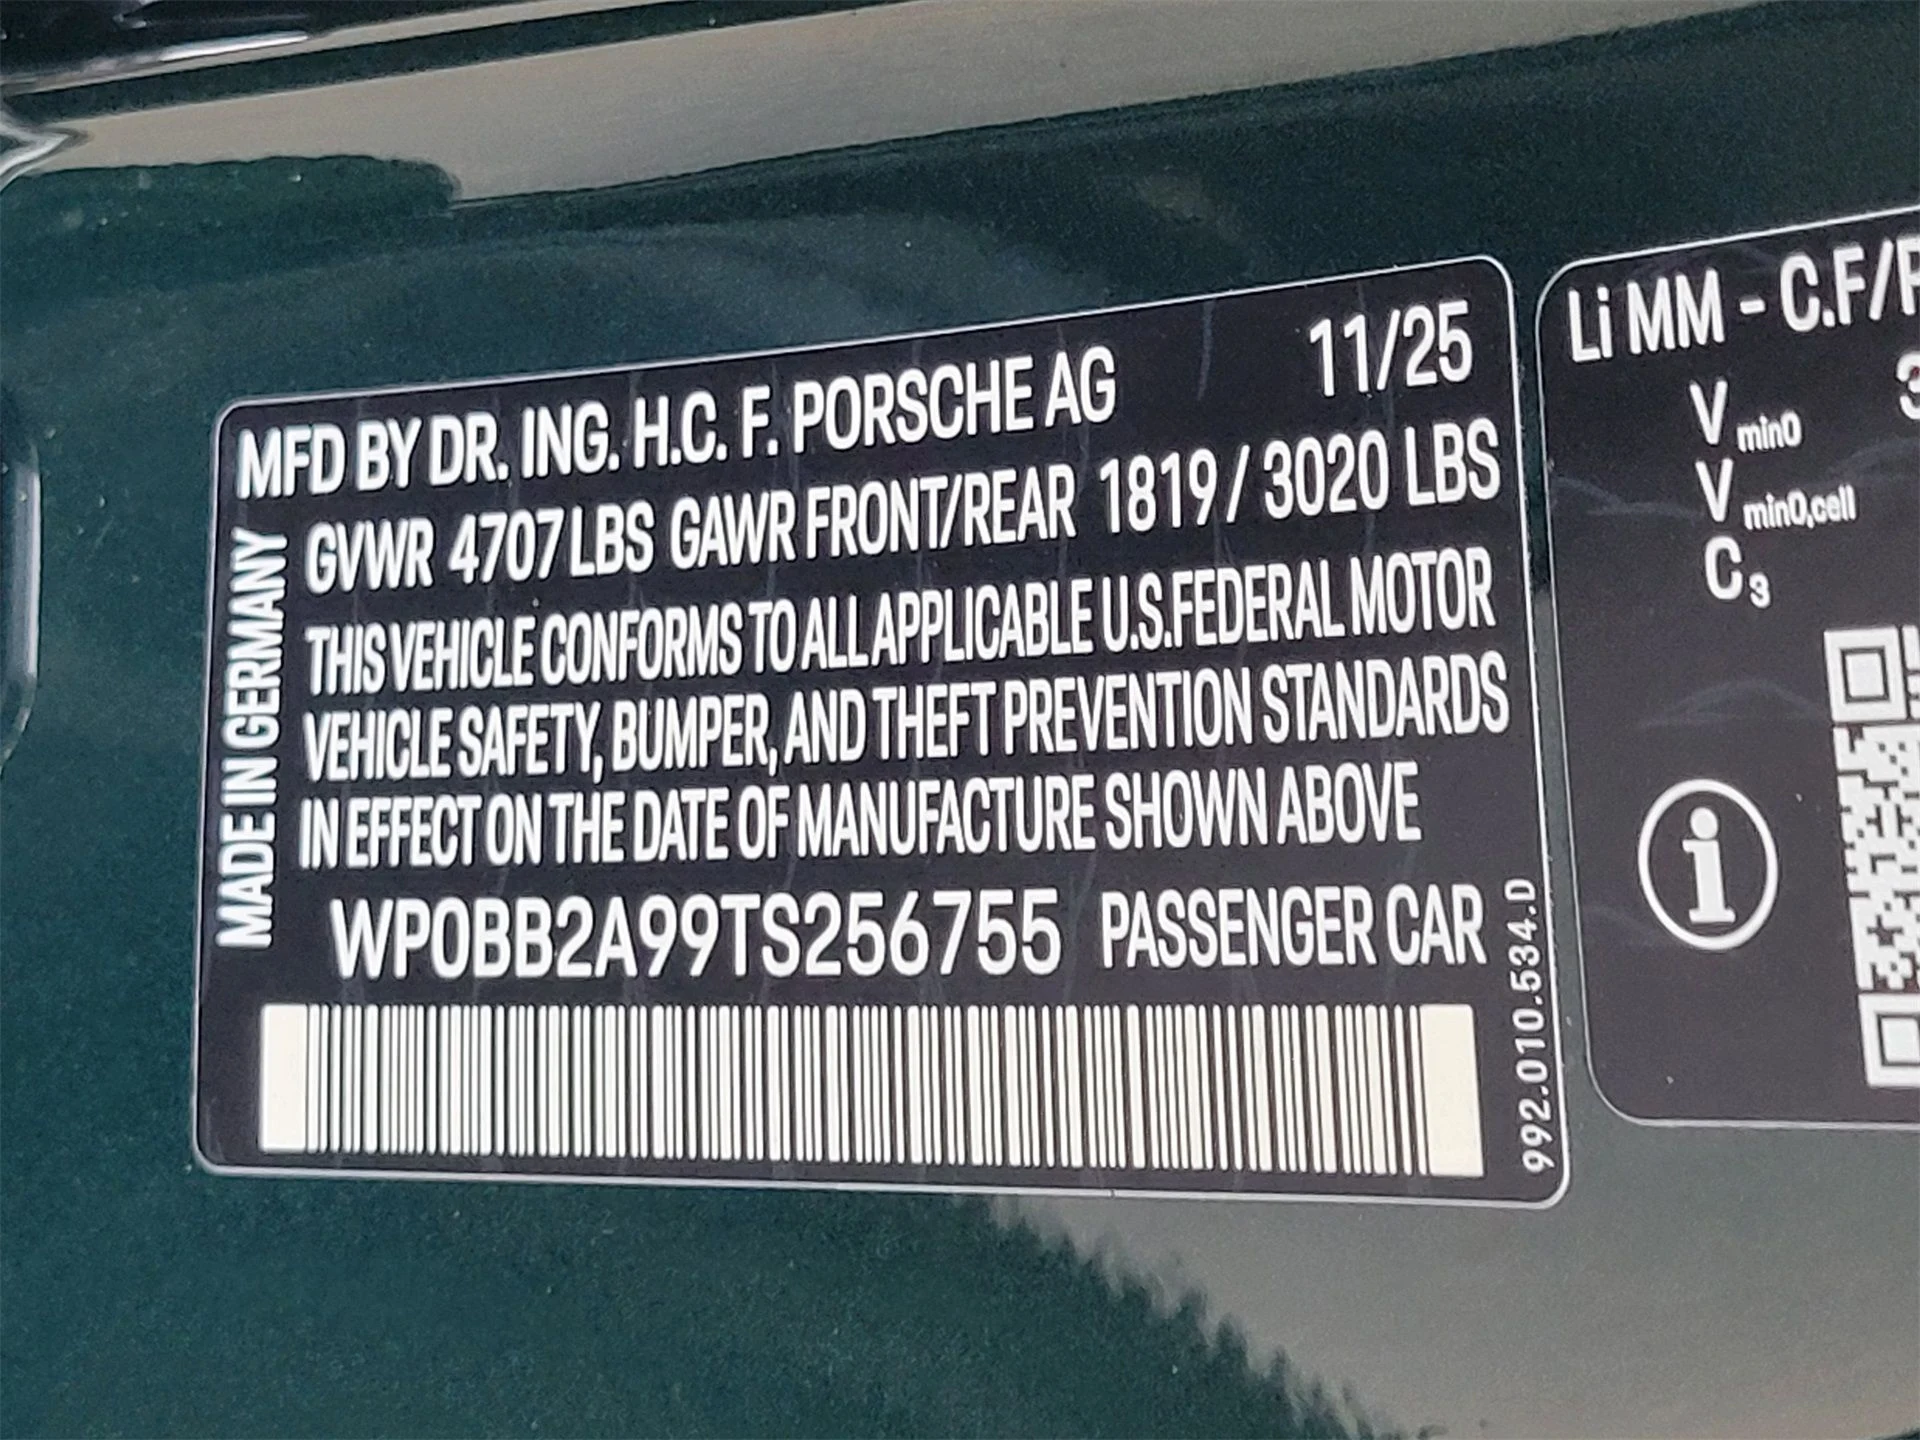 MFD BY DR. ING. H.C. F. PORSCHE AG 11/25
GVWR 4707 LBS GAWR FRONT/REAR 1819 / 3020 LBS
THIS VEHICLE CONFORMS TO ALL APPLICABLE U.S.FEDERAL MOTOR
VEHICLE SAFETY, BUMPER, AND THEFT PREVENTION STANDARDS
IN EFFECT ON THE DATE OF MANUFACTURE SHOWN ABOVE
WP0BB2A99TS256755 PASSENGER CAR
MADE IN GERMANY
992.010.534.D
Li MM - C.F/
V min0
V min0,cell
C 3
i